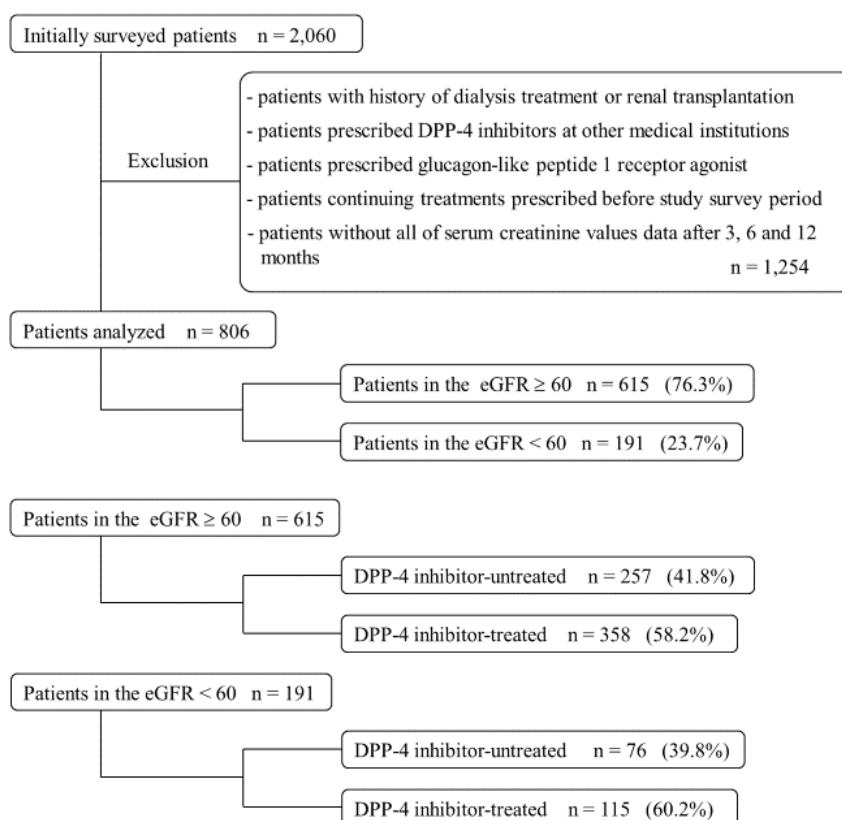 Initially surveyed patients n = 2,060
- patients with history of dialysis treatment or renal transplantation
- patients prescribed DPP-4 inhibitors at other medical institutions
Exclusion
- patients prescribed glucagon-like peptide 1 receptor agonist
- patients continuing treatments prescribed before study survey period
- patients without all of serum creatinine values data after 3, 6 and 12
months
n = 1,254
Patients analyzed n = 806
Patients in the eGFR ≥ 60 n = 615 (76.3%)
Patients in the eGFR < 60 n = 191 (23.7%)
Patients in the eGFR ≥ 60 n = 615
DPP-4 inhibitor-untreated n = 257 (41.8%)
DPP-4 inhibitor-treated n = 358 (58.2%)
Patients in the eGFR < 60 n = 191
DPP-4 inhibitor-untreated n = 76 (39.8%)
DPP-4 inhibitor-treated n = 115 (60.2%)